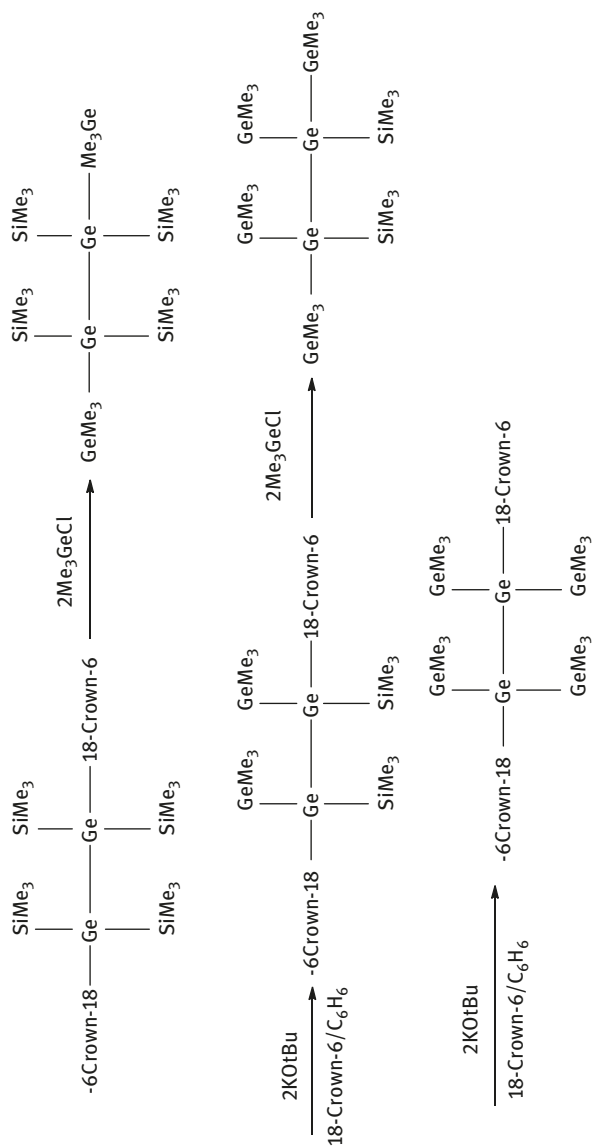 SiMe₃ SiMe₃ SiMe₃ SiMe₃
2Me₃GeCl
-6Crown-18 Ge Ge 18-Crown-6 GeMe₃ Ge Ge Me₃Ge
SiMe₃ SiMe₃ SiMe₃ SiMe₃
GeMe₃ GeMe₃ GeMe₃ GeMe₃
2KOtBu 2Me₃GeCl
18-Crown-6/C₆H₆ -6Crown-18 Ge Ge 18-Crown-6 GeMe₃ Ge Ge GeMe₃
SiMe₃ SiMe₃ SiMe₃ SiMe₃
GeMe₃ GeMe₃
2KOtBu
18-Crown-6/C₆H₆ -6Crown-18 Ge Ge 18-Crown-6
GeMe₃ GeMe₃